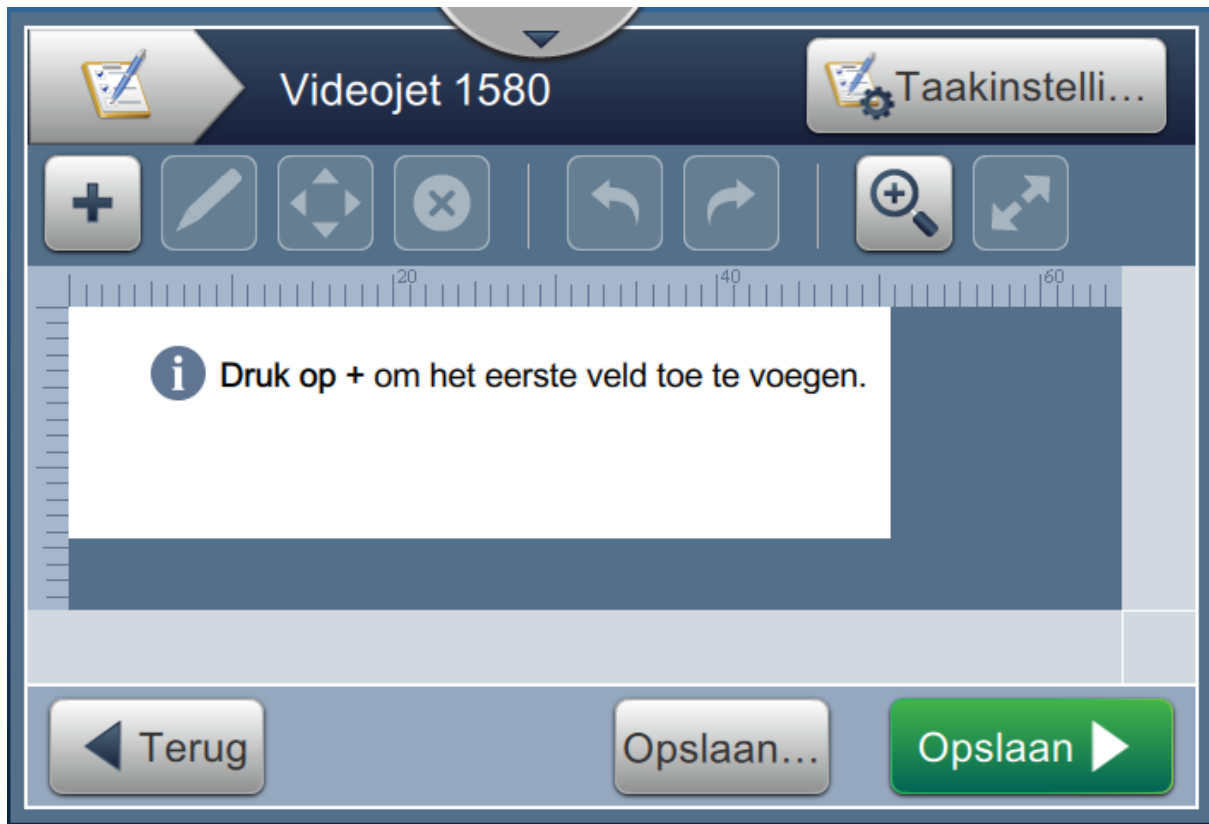 Videojet 1580
Taakinstelli...
20 40 60
Druk op + om het eerste veld toe te voegen.
Terug
Opslaan...
Opslaan